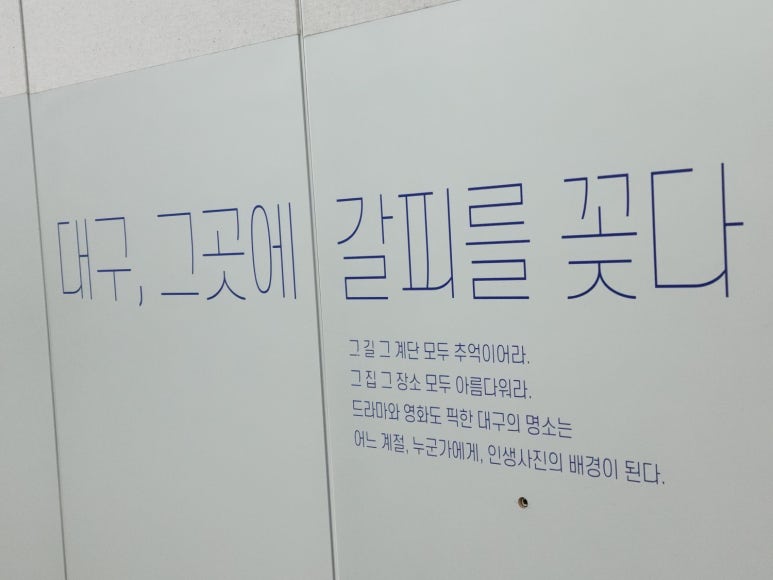 대구, 그곳에 갈피를 꽂다
그 길 그 계단 모두 추억이어라.
그 집 그 장소 모두 아름다워라.
드라마와 영화도 픽한 대구의 명소는
어느 계절, 누군가에게, 인생사진의 배경이 된다.